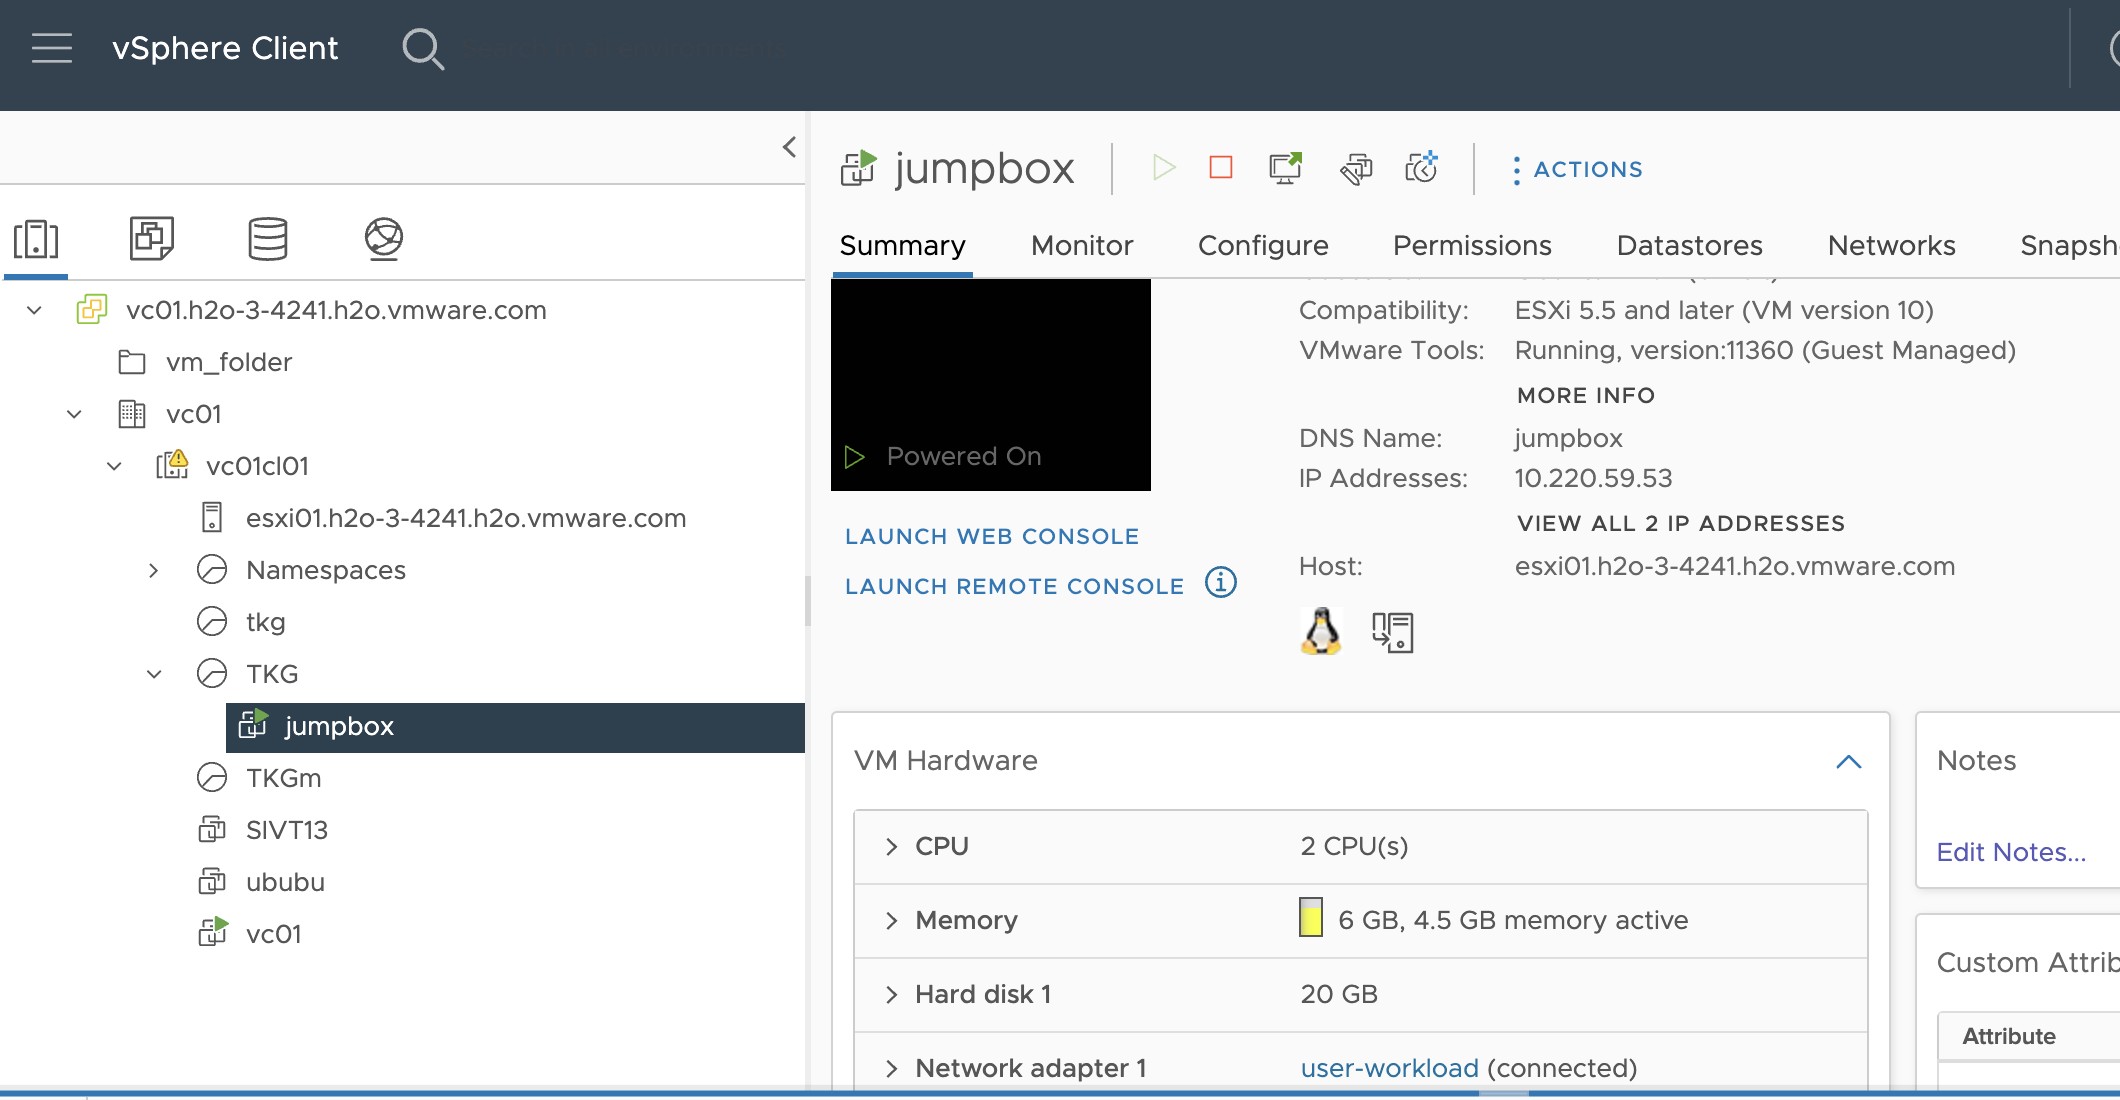 vSphere Client
Search in all environments
jumpbox
ACTIONS
Summary
Monitor
Configure
Permissions
Datastores
Networks
vc01.h2o-3-4241.h2o.vmware.com
vm_folder
vc01
vc01cl01
esxi01.h2o-3-4241.h2o.vmware.com
Namespaces
tkg
TKG
jumpbox
TKGm
SIVT13
ububu
vc01
Powered On
LAUNCH WEB CONSOLE
LAUNCH REMOTE CONSOLE
Compatibility: ESXi 5.5 and later (VM version 10)
VMware Tools: Running, version:11360 (Guest Managed)
MORE INFO
DNS Name: jumpbox
IP Addresses: 10.220.59.53
VIEW ALL 2 IP ADDRESSES
Host: esxi01.h2o-3-4241.h2o.vmware.com
VM Hardware
CPU 2 CPU(s)
Memory 6 GB, 4.5 GB memory active
Hard disk 1 20 GB
Network adapter 1 user-workload (connected)
Notes
Edit Notes...
Custom Attrib
Attribute